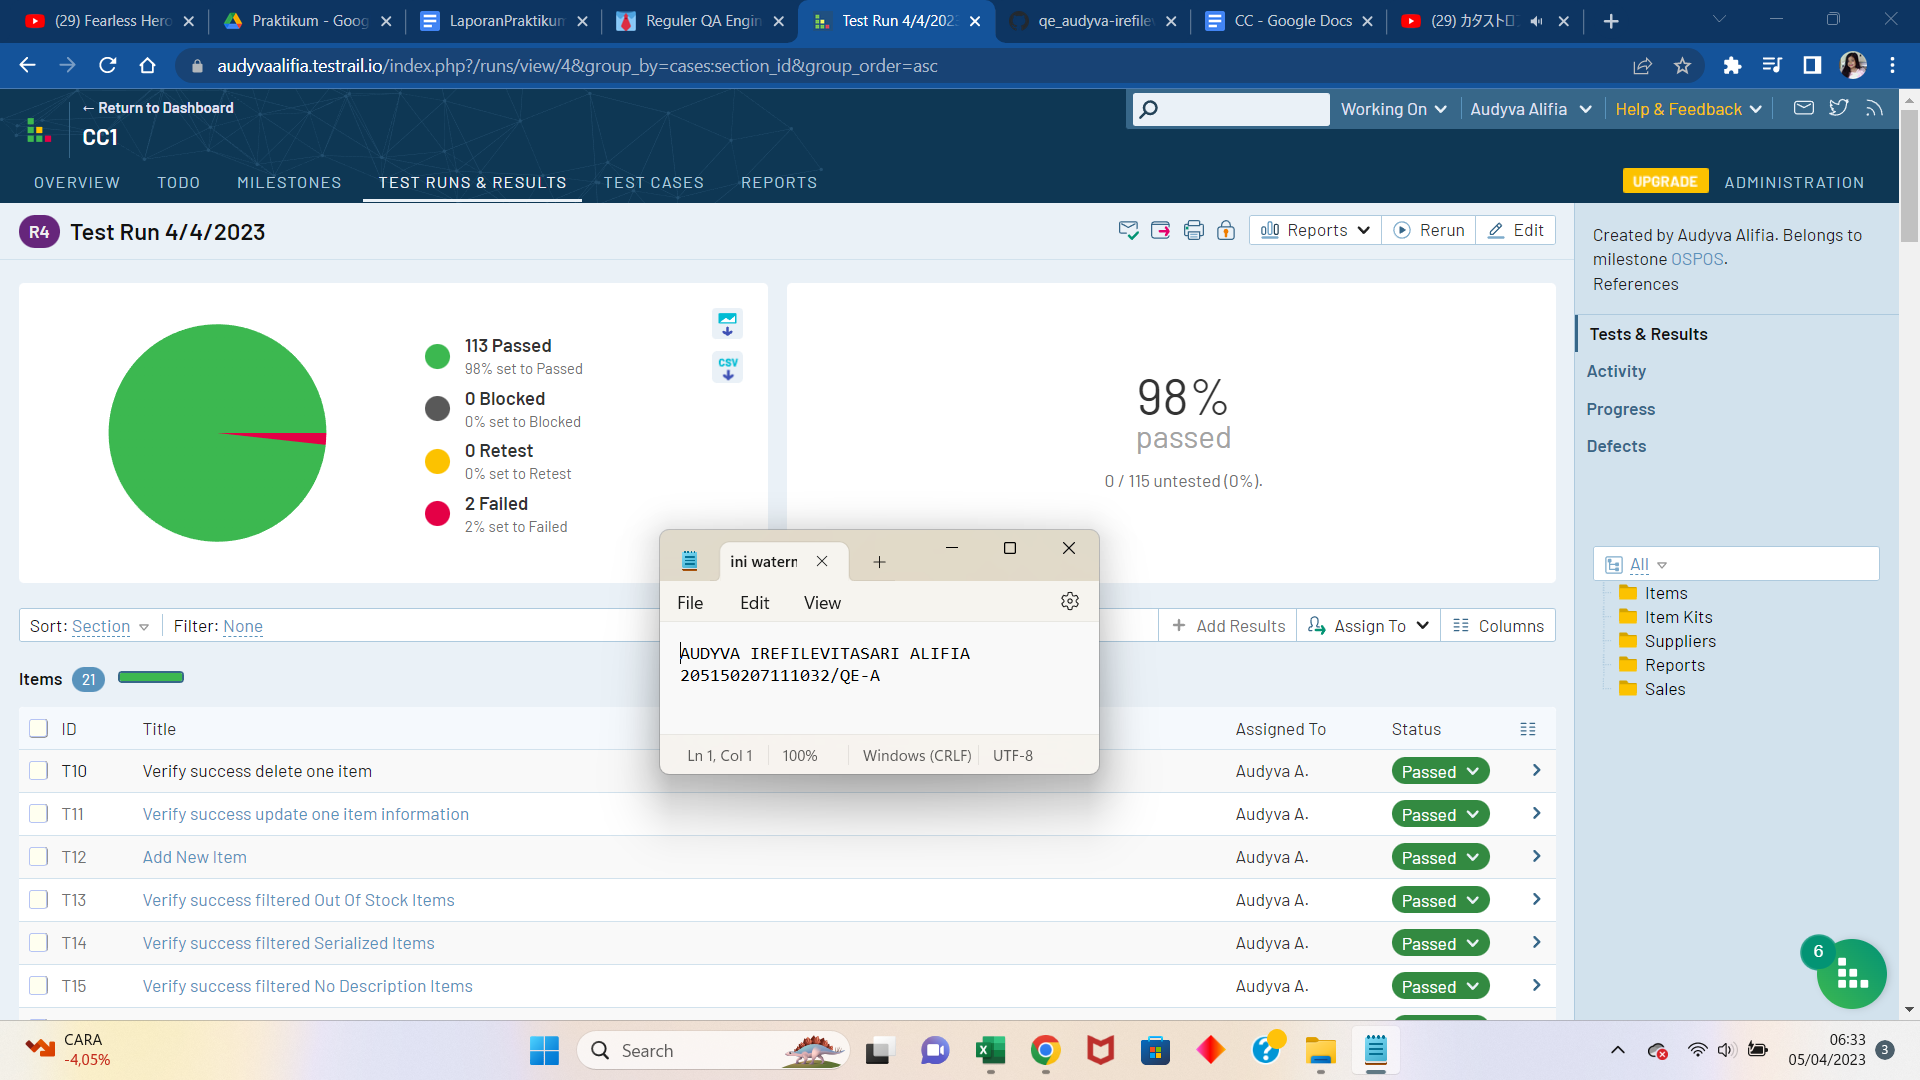 (29) Fearless Hero
Praktikum - Goog
LaporanPraktikum
Reguler QA Engin
Test Run 4/4/2023
qe_audyva-irefilev
CC - Google Docs
(29) カタストロ
audyvaalifia.testrail.io/index.php?/runs/view/4&group_by=cases:section_id&group_order=asc
← Return to Dashboard
CC1
Working On
Audyva Alifia
Help & Feedback
OVERVIEW
TODO
MILESTONES
TEST RUNS & RESULTS
TEST CASES
REPORTS
UPGRADE
ADMINISTRATION
R4
Test Run 4/4/2023
Reports
Rerun
Edit
Created by Audyva Alifia. Belongs to
milestone OSPOS.
References
Tests & Results
Activity
Progress
Defects
113 Passed
98% set to Passed
0 Blocked
0% set to Blocked
0 Retest
0% set to Retest
2 Failed
2% set to Failed
CSV
98%
passed
0 / 115 untested (0%).
All
Items
Item Kits
Suppliers
Reports
Sales
ini watern
File
Edit
View
AUDYVA IREFILEVITASARI ALIFIA
205150207111032/QE-A
Ln 1, Col 1
100%
Windows (CRLF)
UTF-8
Sort: Section
Filter: None
Add Results
Assign To
Columns
Items 21
ID Title Assigned To Status
T10 Verify success delete one item Audyva A. Passed
T11 Verify success update one item information Audyva A. Passed
T12 Add New Item Audyva A. Passed
T13 Verify success filtered Out Of Stock Items Audyva A. Passed
T14 Verify success filtered Serialized Items Audyva A. Passed
T15 Verify success filtered No Description Items Audyva A. Passed
6
CARA
-4,05%
Search
06:33
05/04/2023
3